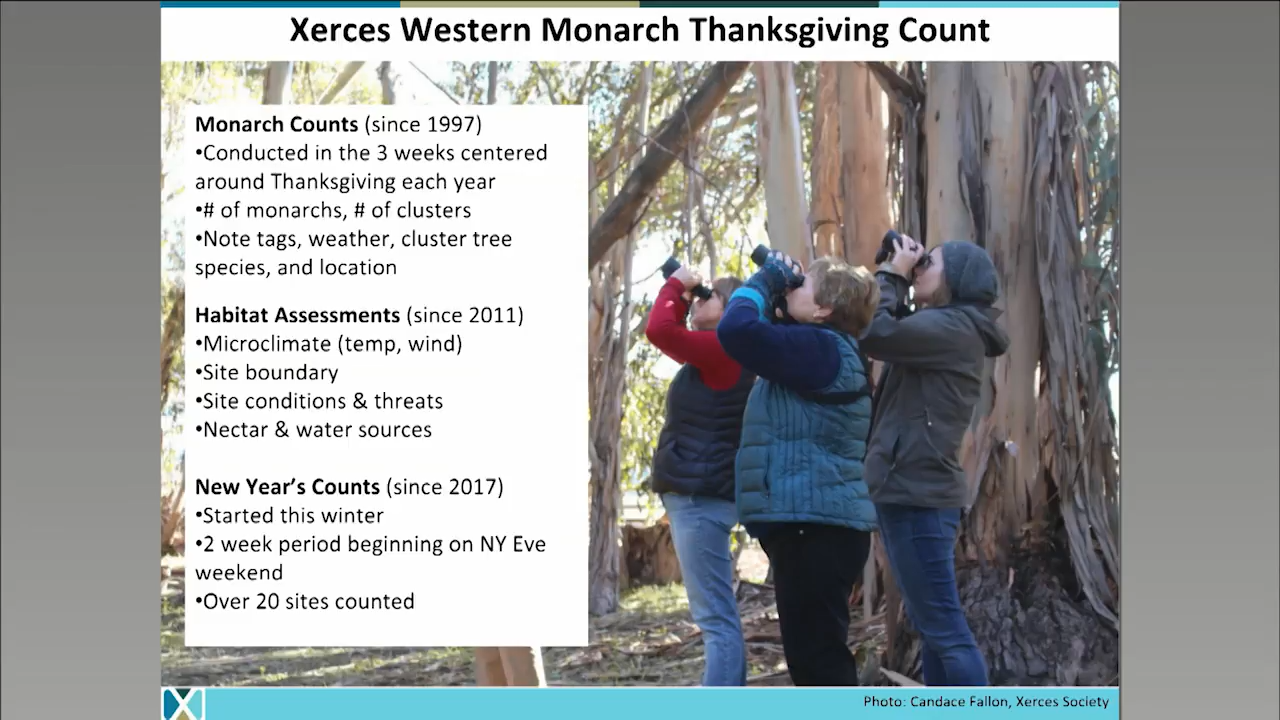 Xerces Western Monarch Thanksgiving Count
Monarch Counts (since 1997)
•Conducted in the 3 weeks centered
around Thanksgiving each year
•# of monarchs, # of clusters
•Note tags, weather, cluster tree
species, and location
Habitat Assessments (since 2011)
•Microclimate (temp, wind)
•Site boundary
•Site conditions & threats
•Nectar & water sources
New Year’s Counts (since 2017)
•Started this winter
•2 week period beginning on NY Eve
weekend
•Over 20 sites counted
Photo: Candace Fallon, Xerces Society